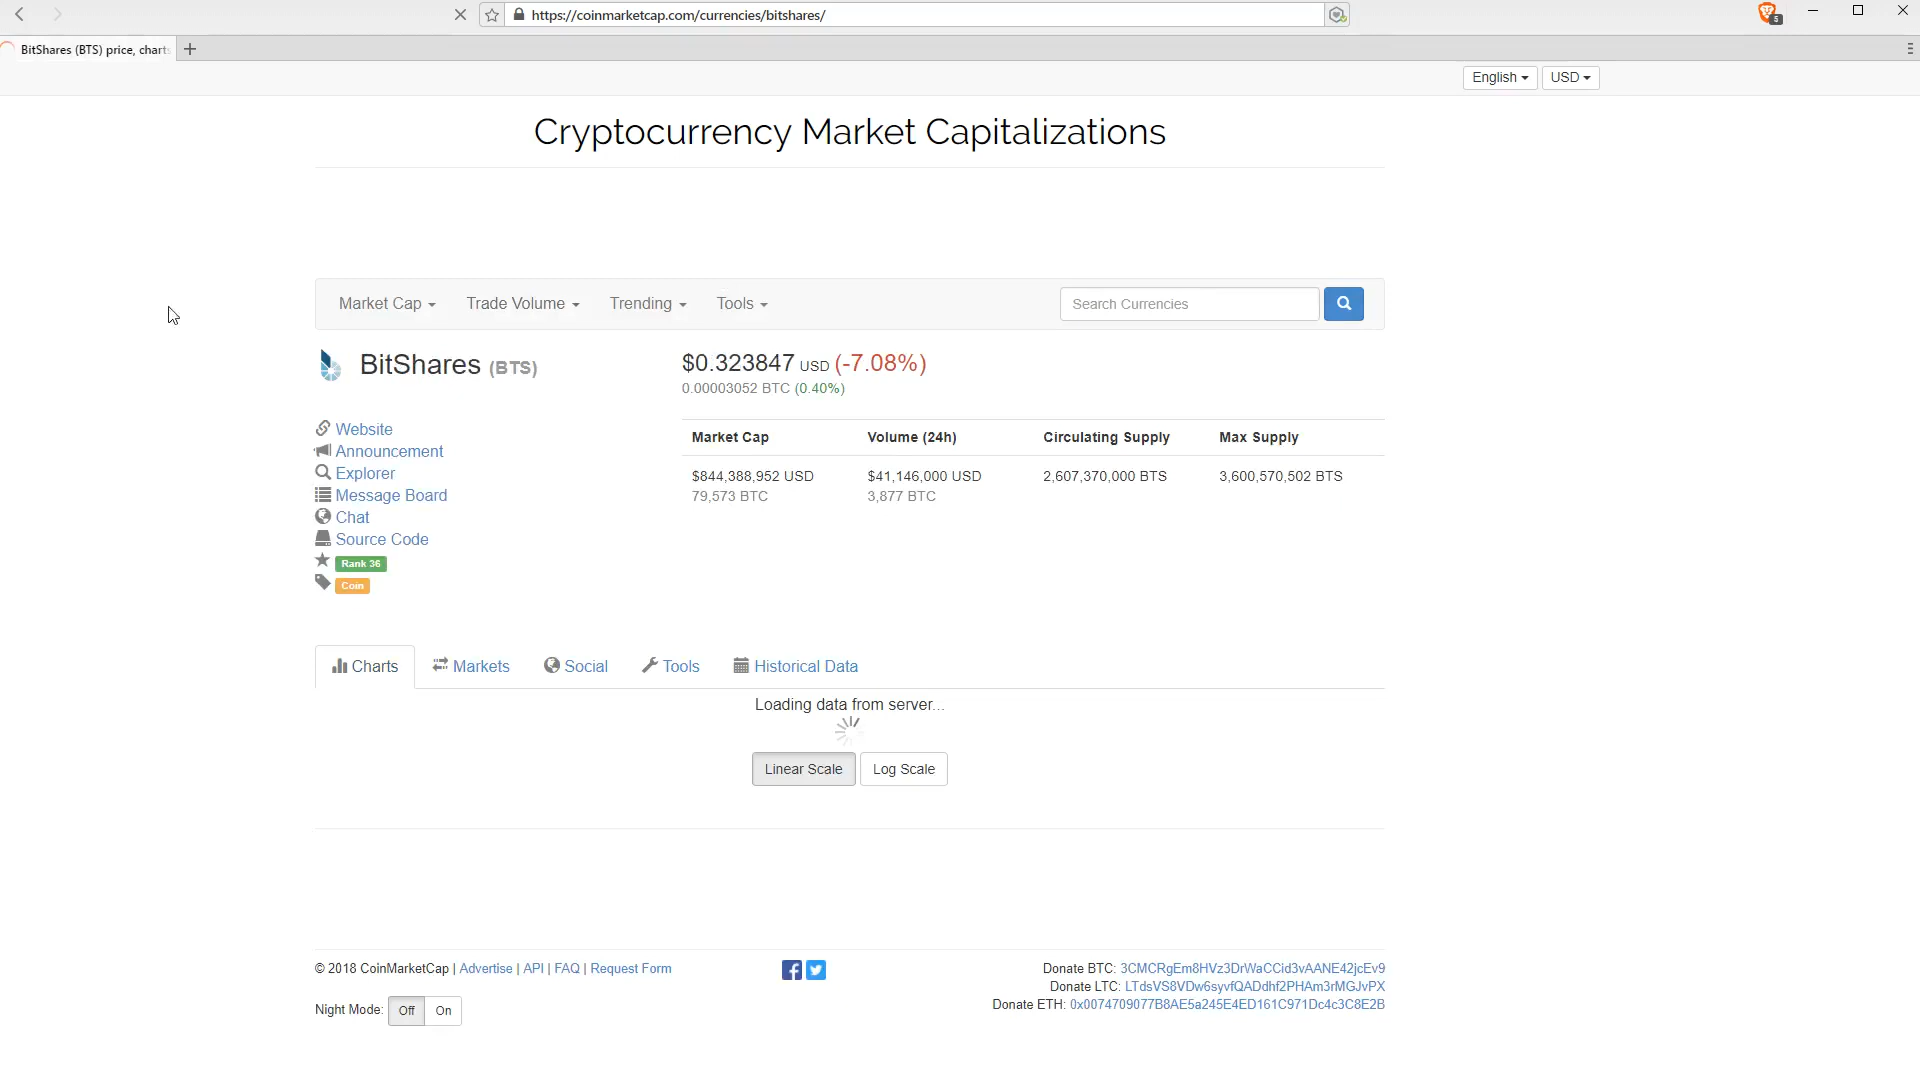 https://coinmarketcap.com/currencies/bitshares/
5
BitShares (BTS) price, charts
English
USD
Cryptocurrency Market Capitalizations
Market Cap
Trade Volume
Trending
Tools
Search Currencies
BitShares (BTS)
$0.323847 USD (-7.08%)
0.00003052 BTC (0.40%)
Website
Announcement
Explorer
Message Board
Chat
Source Code
Rank 36
Coin
Market Cap Volume (24h) Circulating Supply Max Supply
$844,388,952 USD $41,146,000 USD 2,607,370,000 BTS 3,600,570,502 BTS
79,573 BTC 3,877 BTC
Charts Markets Social Tools Historical Data
Loading data from server...
Linear Scale Log Scale
© 2018 CoinMarketCap | Advertise | API | FAQ | Request Form
Donate BTC: 3CMCRgEm8HVz3DrWaCCid3vAANE42jcEv9
Donate LTC: LTdsVS8VDw6syvfQADdhf2PHAm3rMGJvPX
Donate ETH: 0x0074709077B8AE5a245E4ED161C971Dc4c3C8E2B
Night Mode: Off On